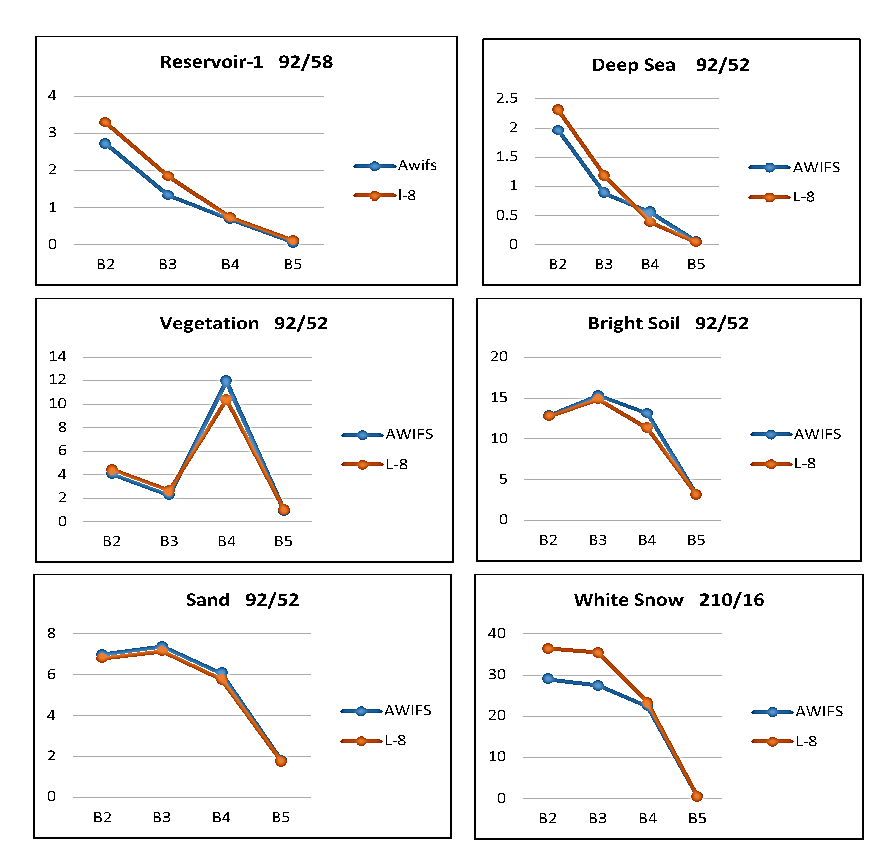 Reservoir-1 92/58
4
3
2
1
0
B2 B3 B4 B5
Awifs
l-8
Deep Sea 92/52
2.5
2
1.5
1
0.5
0
B2 B3 B4 B5
AWIFS
L-8
Vegetation 92/52
14
12
10
8
6
4
2
0
B2 B3 B4 B5
AWIFS
L-8
Bright Soil 92/52
20
15
10
5
0
B2 B3 B4 B5
AWIFS
L-8
Sand 92/52
8
6
4
2
0
B2 B3 B4 B5
AWIFS
L-8
White Snow 210/16
40
30
20
10
0
B2 B3 B4 B5
AWIFS
L-8